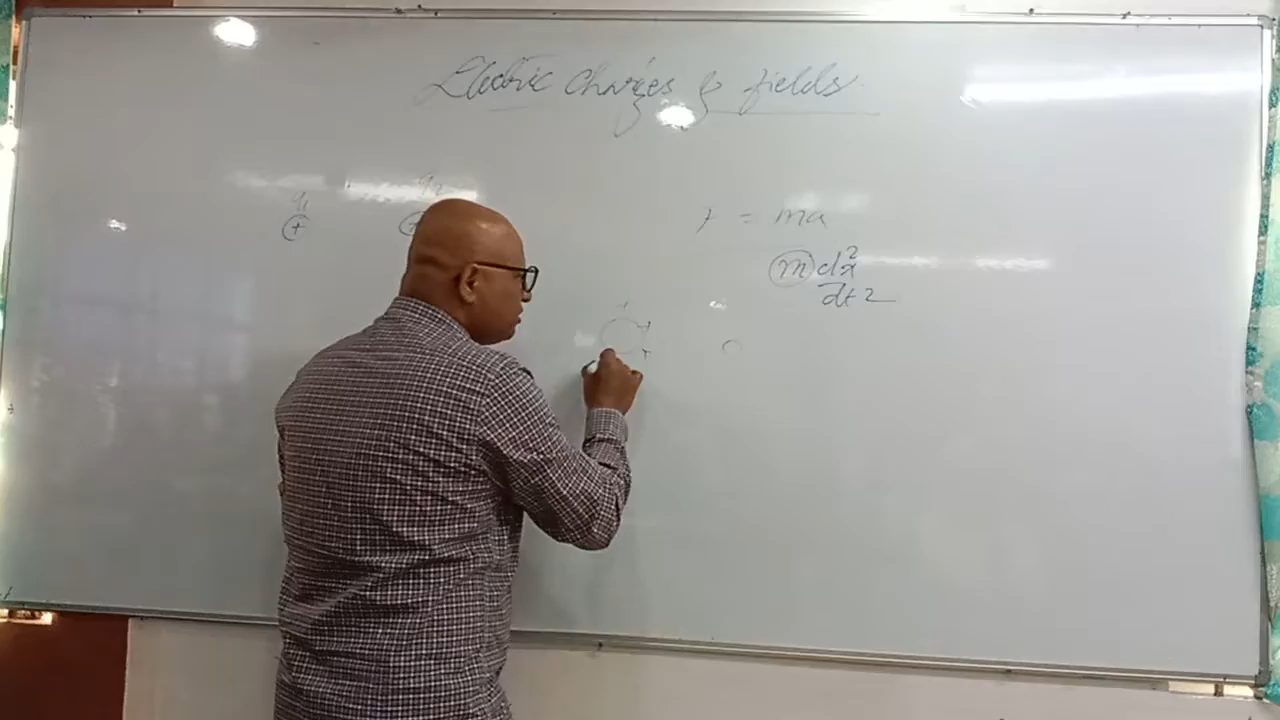 Electric Charges & fields
q1 q2
+ +
F = ma
m d²x
dt2
+
+
+